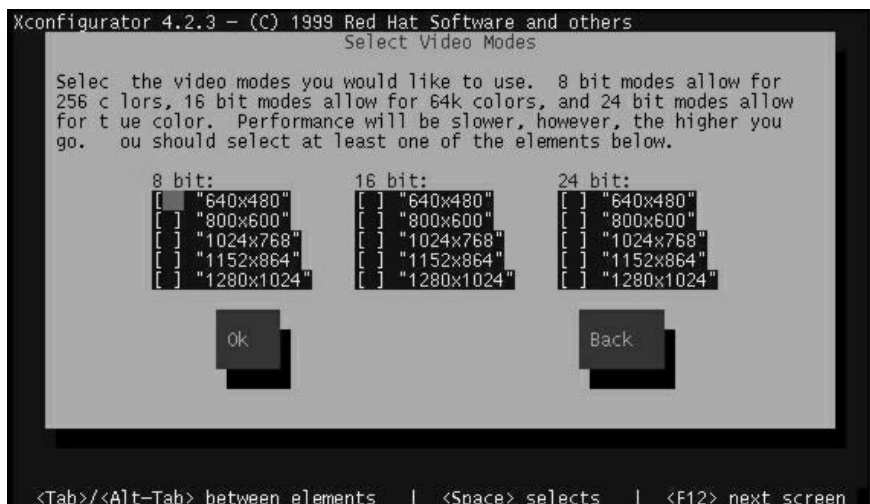 Xconfigurator 4.2.3 — (C) 1999 Red Hat Software and others
Select Video Modes
Selec the video modes you would like to use. 8 bit modes allow for
256 c lors, 16 bit modes allow for 64k colors, and 24 bit modes allow
for t ue color. Performance will be slower, however, the higher you
go. ou should select at least one of the elements below.
8 bit: 16 bit: 24 bit:
[ "640x480" [ ] "640x480" [ ] "640x480"
[ ] "800x600" [ ] "800x600" [ ] "800x600"
[ ] "1024x768" [ ] "1024x768" [ ] "1024x768"
[ ] "1152x864" [ ] "1152x864" [ ] "1152x864"
[ ] "1280x1024" [ ] "1280x1024" [ ] "1280x1024"
Ok Back
<Tab>/<Alt—Tab> between elements | <Space> selects | <F12> next screen